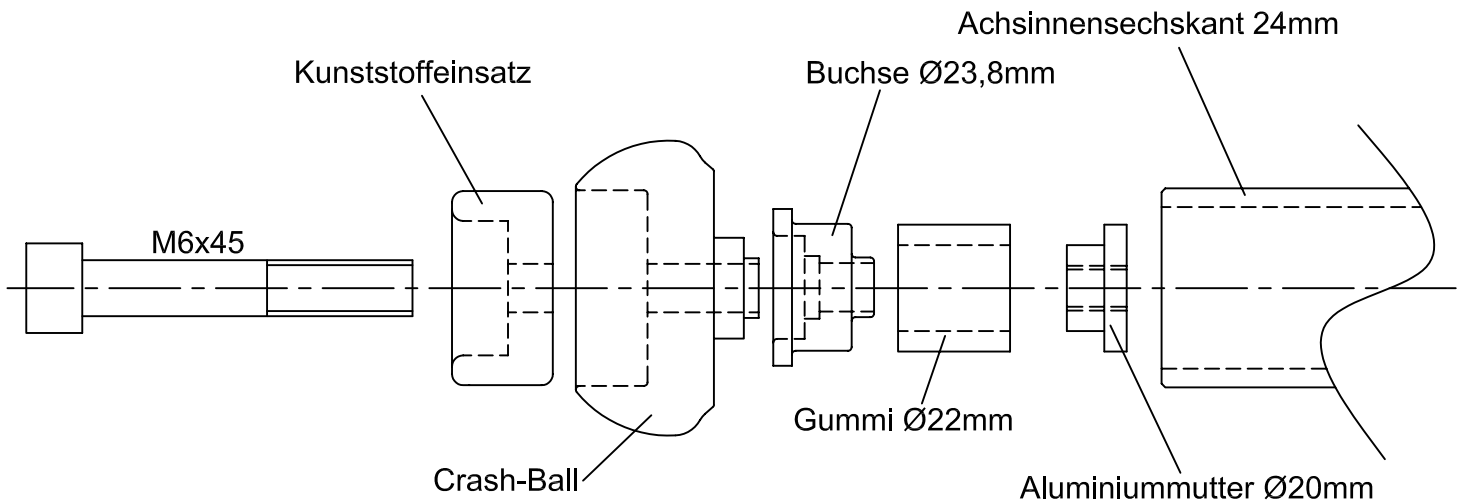 Achsinnensechskant 24mm
Kunststoffeinsatz
Buchse Ø23,8mm
M6x45
Gummi Ø22mm
Crash-Ball
Aluminiummutter Ø20mm